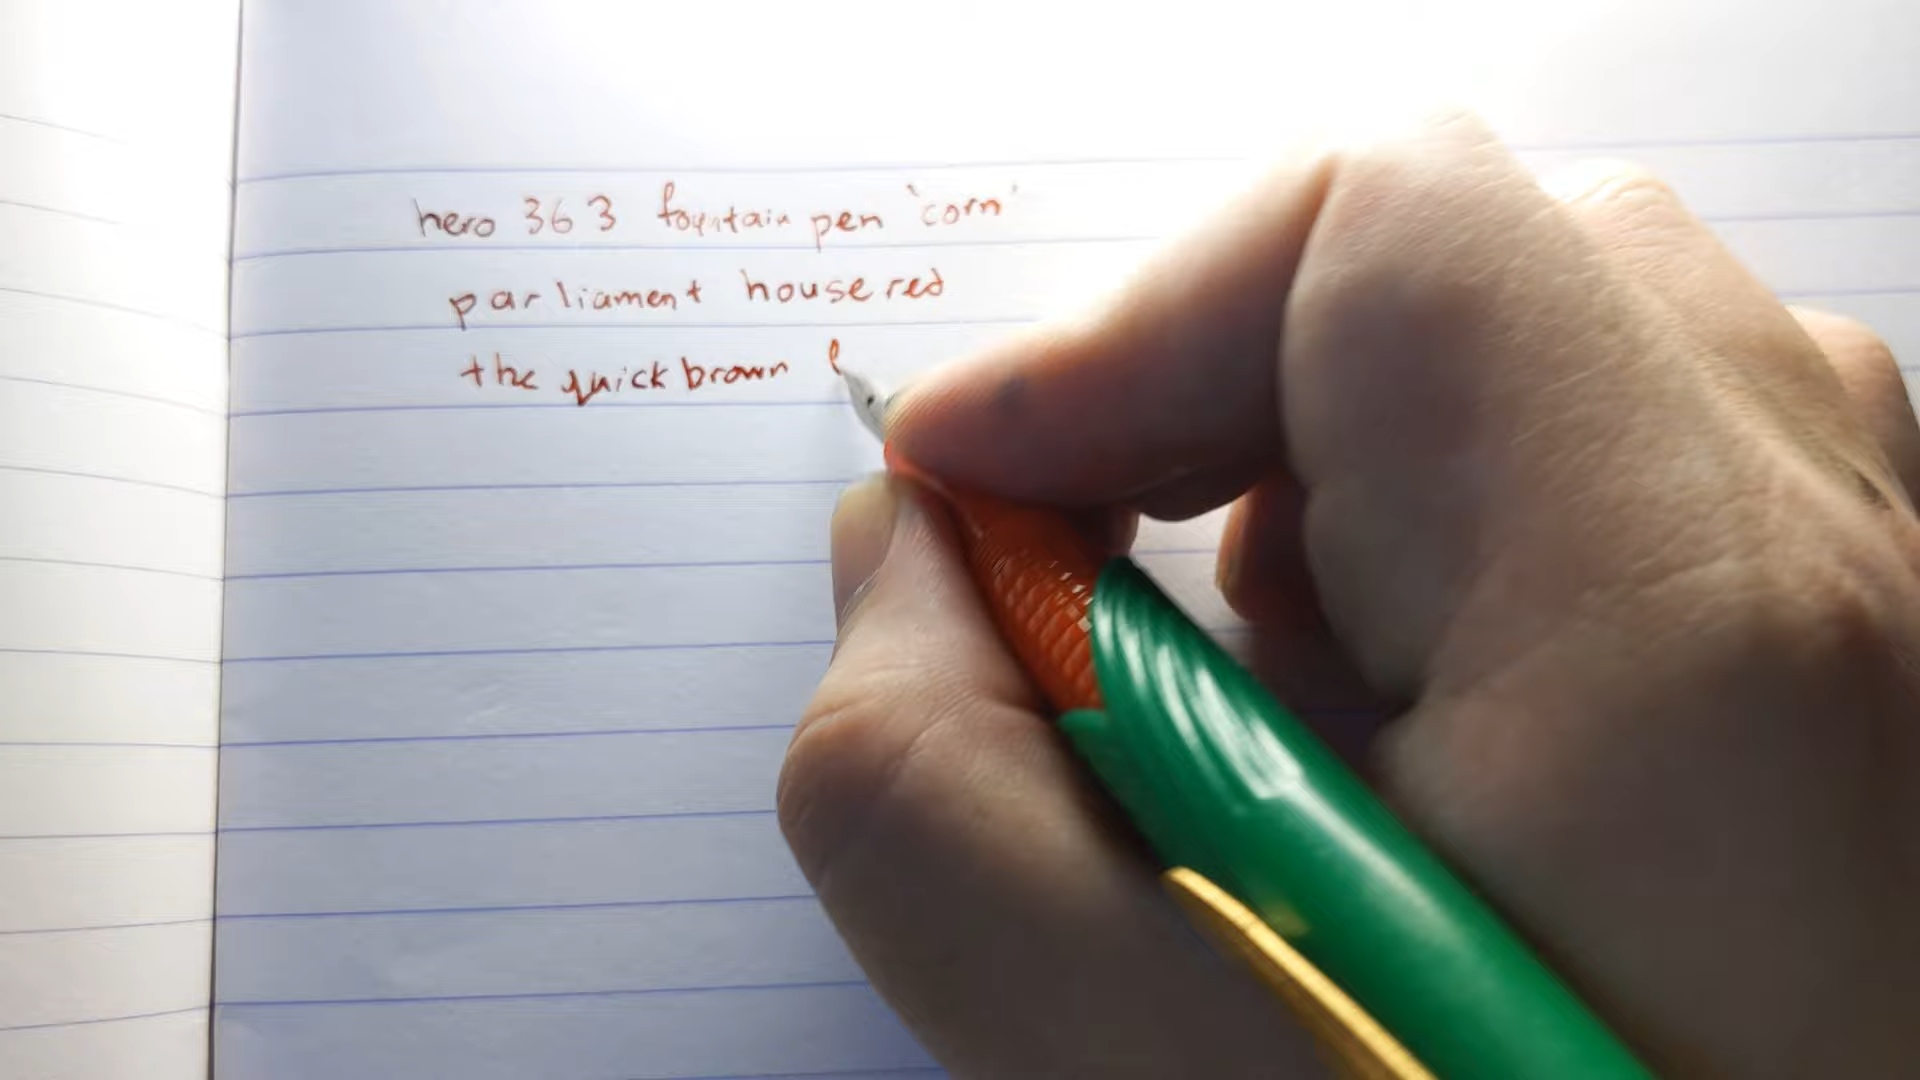 hero 363 fountain pen 'corn'
parliament house red
the quick brown f